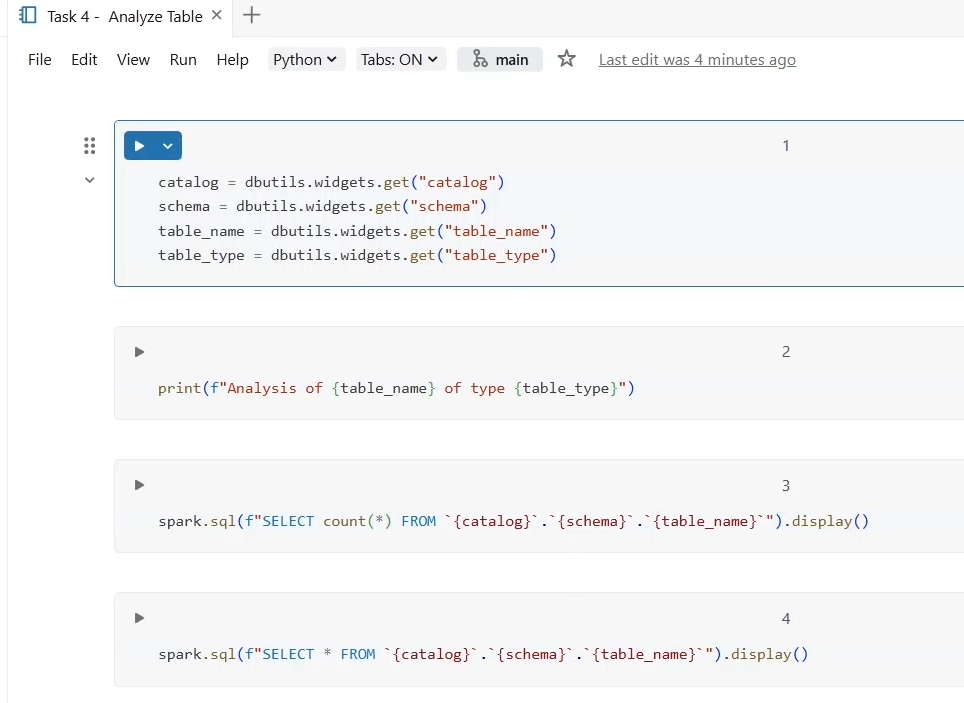 Task 4 -  Analyze Table
File Edit View Run Help Python Tabs: ON main Last edit was 4 minutes ago
1
catalog = dbutils.widgets.get("catalog")
schema = dbutils.widgets.get("schema")
table_name = dbutils.widgets.get("table_name")
table_type = dbutils.widgets.get("table_type")
2
print(f"Analysis of {table_name} of type {table_type}")
3
spark.sql(f"SELECT count(*) FROM `{catalog}`.`{schema}`.`{table_name}`").display()
4
spark.sql(f"SELECT * FROM `{catalog}`.`{schema}`.`{table_name}`").display()